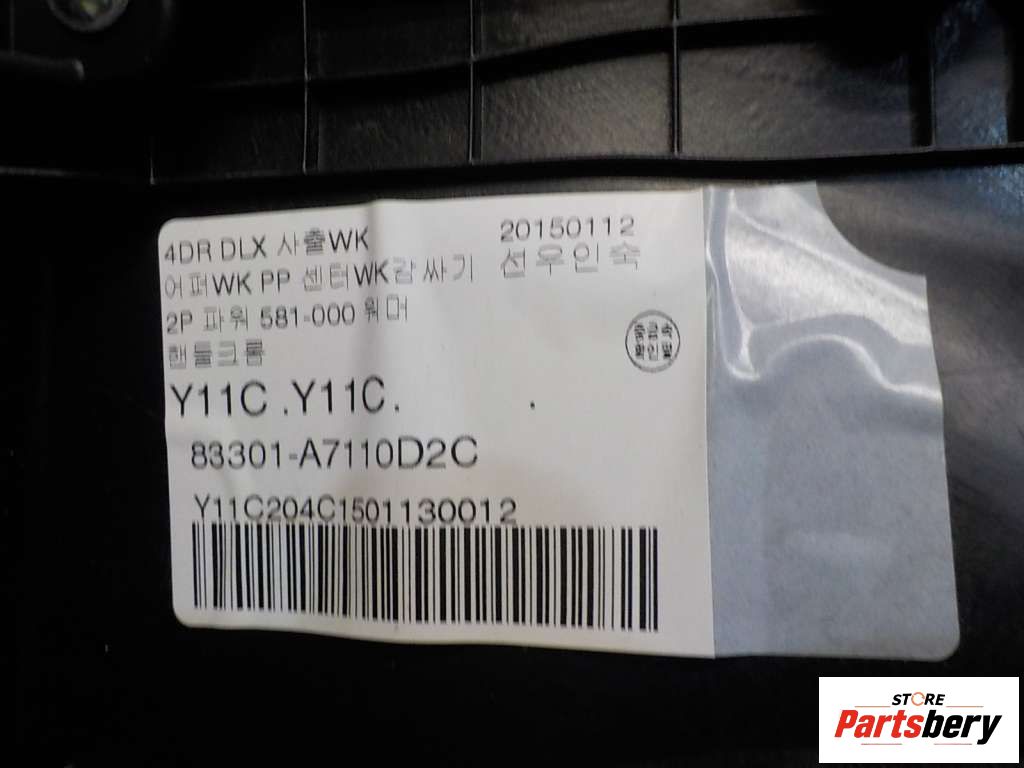 4DR DLX 사출WK
20150112
어퍼WK PP 센터WK감싸기
선우인숙
2P 파워 581-000 워머
핸들크롬
Y11C .Y11C. .
83301-A7110D2C
Y11C204C1501130012
STORE
Partsbery